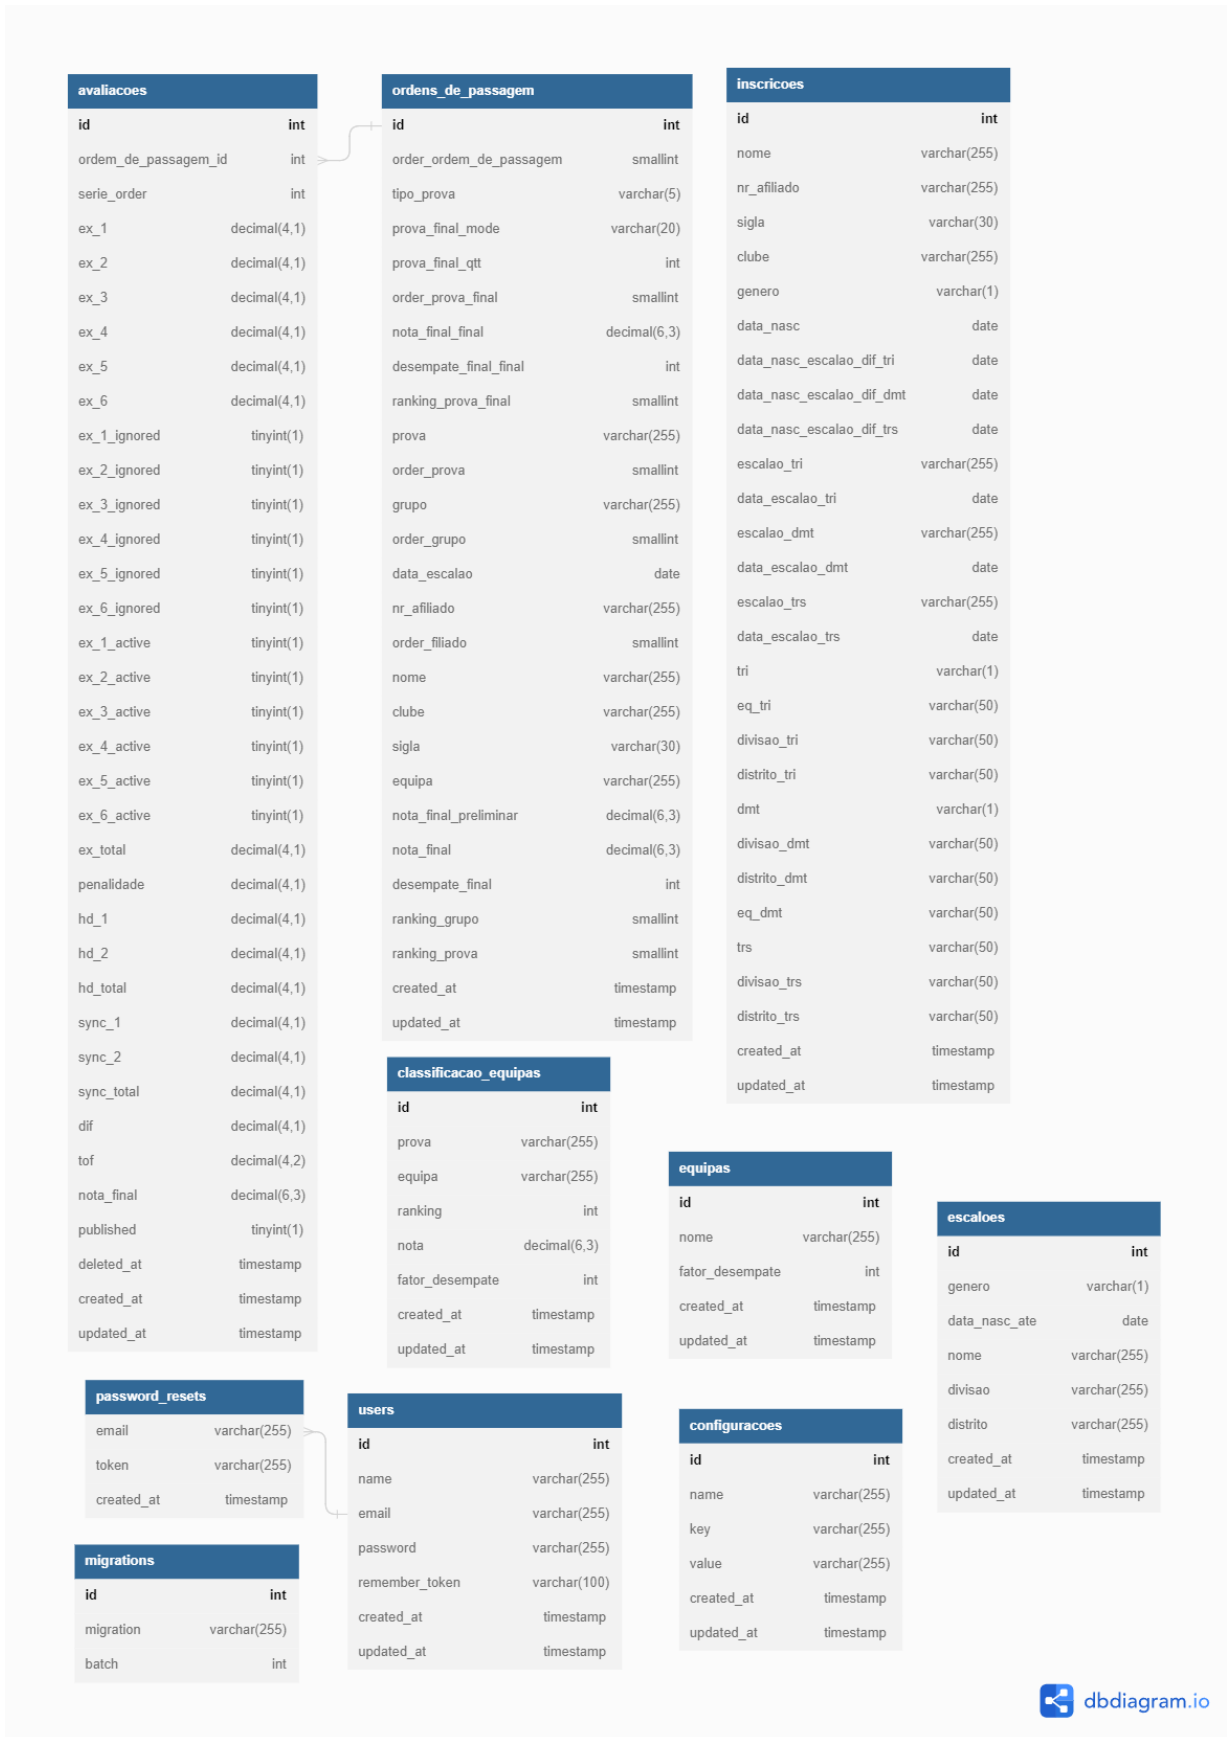 avaliacoes
id int
ordem_de_passagem_id int
serie_order int
ex_1 decimal(4,1)
ex_2 decimal(4,1)
ex_3 decimal(4,1)
ex_4 decimal(4,1)
ex_5 decimal(4,1)
ex_6 decimal(4,1)
ex_1_ignored tinyint(1)
ex_2_ignored tinyint(1)
ex_3_ignored tinyint(1)
ex_4_ignored tinyint(1)
ex_5_ignored tinyint(1)
ex_6_ignored tinyint(1)
ex_1_active tinyint(1)
ex_2_active tinyint(1)
ex_3_active tinyint(1)
ex_4_active tinyint(1)
ex_5_active tinyint(1)
ex_6_active tinyint(1)
ex_total decimal(4,1)
penalidade decimal(4,1)
hd_1 decimal(4,1)
hd_2 decimal(4,1)
hd_total decimal(4,1)
sync_1 decimal(4,1)
sync_2 decimal(4,1)
sync_total decimal(4,1)
dif decimal(4,1)
tof decimal(4,2)
nota_final decimal(6,3)
published tinyint(1)
deleted_at timestamp
created_at timestamp
updated_at timestamp
ordens_de_passagem
id int
order_ordem_de_passagem smallint
tipo_prova varchar(5)
prova_final_mode varchar(20)
prova_final_qtt int
order_prova_final smallint
nota_final_final decimal(6,3)
desempate_final_final int
ranking_prova_final smallint
prova varchar(255)
order_prova smallint
grupo varchar(255)
order_grupo smallint
data_escalao date
nr_afiliado varchar(255)
order_filiado smallint
nome varchar(255)
clube varchar(255)
sigla varchar(30)
equipa varchar(255)
nota_final_preliminar decimal(6,3)
nota_final decimal(6,3)
desempate_final int
ranking_grupo smallint
ranking_prova smallint
created_at timestamp
updated_at timestamp
inscricoes
id int
nome varchar(255)
nr_afiliado varchar(255)
sigla varchar(30)
clube varchar(255)
genero varchar(1)
data_nasc date
data_nasc_escalao_dif_tri date
data_nasc_escalao_dif_dmt date
data_nasc_escalao_dif_trs date
escalao_tri varchar(255)
data_escalao_tri date
escalao_dmt varchar(255)
data_escalao_dmt date
escalao_trs varchar(255)
data_escalao_trs date
tri varchar(1)
eq_tri varchar(50)
divisao_tri varchar(50)
distrito_tri varchar(50)
dmt varchar(1)
divisao_dmt varchar(50)
distrito_dmt varchar(50)
eq_dmt varchar(50)
trs varchar(50)
divisao_trs varchar(50)
distrito_trs varchar(50)
created_at timestamp
updated_at timestamp
classificacao_equipas
id int
prova varchar(255)
equipa varchar(255)
ranking int
nota decimal(6,3)
fator_desempate int
created_at timestamp
updated_at timestamp
equipas
id int
nome varchar(255)
fator_desempate int
created_at timestamp
updated_at timestamp
escaloes
id int
genero varchar(1)
data_nasc_ate date
nome varchar(255)
divisao varchar(255)
distrito varchar(255)
created_at timestamp
updated_at timestamp
password_resets
email varchar(255)
token varchar(255)
created_at timestamp
users
id int
name varchar(255)
email varchar(255)
password varchar(255)
remember_token varchar(100)
created_at timestamp
updated_at timestamp
configuracoes
id int
name varchar(255)
key varchar(255)
value varchar(255)
created_at timestamp
updated_at timestamp
migrations
id int
migration varchar(255)
batch int
dbdiagram.io